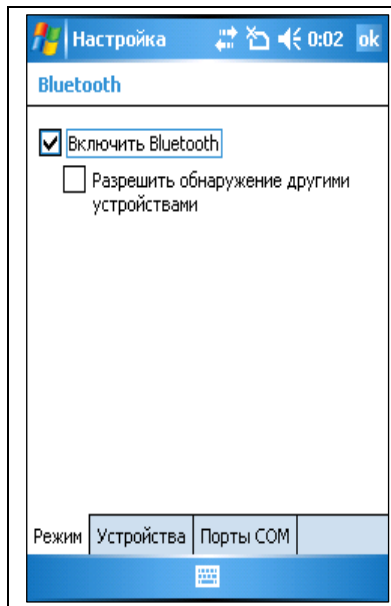 Настройка 0:02 ok
Bluetooth
Включить Bluetooth
Разрешить обнаружение другими
устройствами
Режим Устройства Порты COM